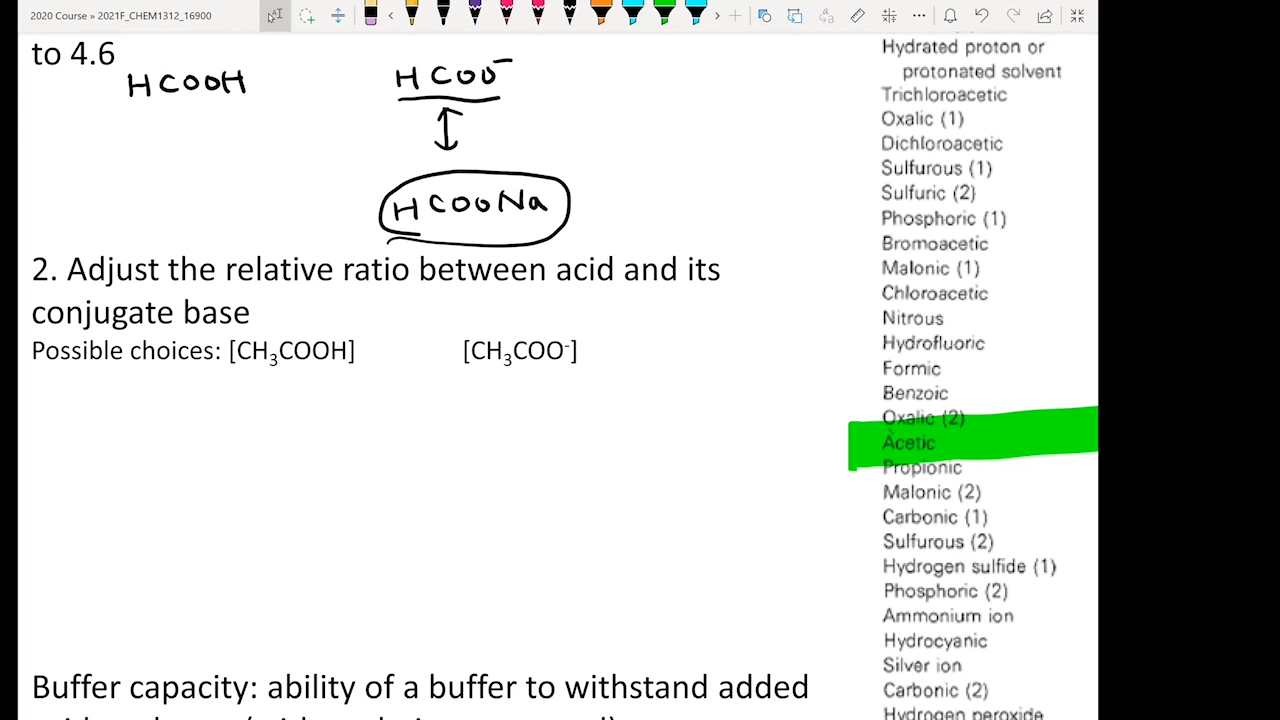 2020 Course » 2021F_CHEM1312_16900
to 4.6
HCOOH
HCOO⁻
HCOONa
2. Adjust the relative ratio between acid and its
conjugate base
Possible choices: [CH₃COOH] [CH₃COO⁻]
Buffer capacity: ability of a buffer to withstand added
Hydrated proton or
protonated solvent
Trichloroacetic
Oxalic (1)
Dichloroacetic
Sulfurous (1)
Sulfuric (2)
Phosphoric (1)
Bromoacetic
Malonic (1)
Chloroacetic
Nitrous
Hydrofluoric
Formic
Benzoic
Oxalic (2)
Acetic
Propionic
Malonic (2)
Carbonic (1)
Sulfurous (2)
Hydrogen sulfide (1)
Phosphoric (2)
Ammonium ion
Hydrocyanic
Silver ion
Carbonic (2)
Hydrogen peroxide